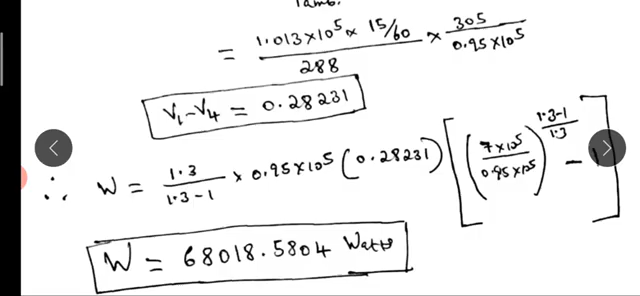 Tamb.
= 1.013×10⁵ × 15/60 / 288 × 305 / 0.95×10⁵
V₁-V₄ = 0.28231
∴ W = 1.3 / 1.3-1 × 0.95×10⁵ (0.28231) [(7×10⁵ / 0.95×10⁵)^(1.3-1 / 1.3) - 1]
W = 68018.5804 Watts